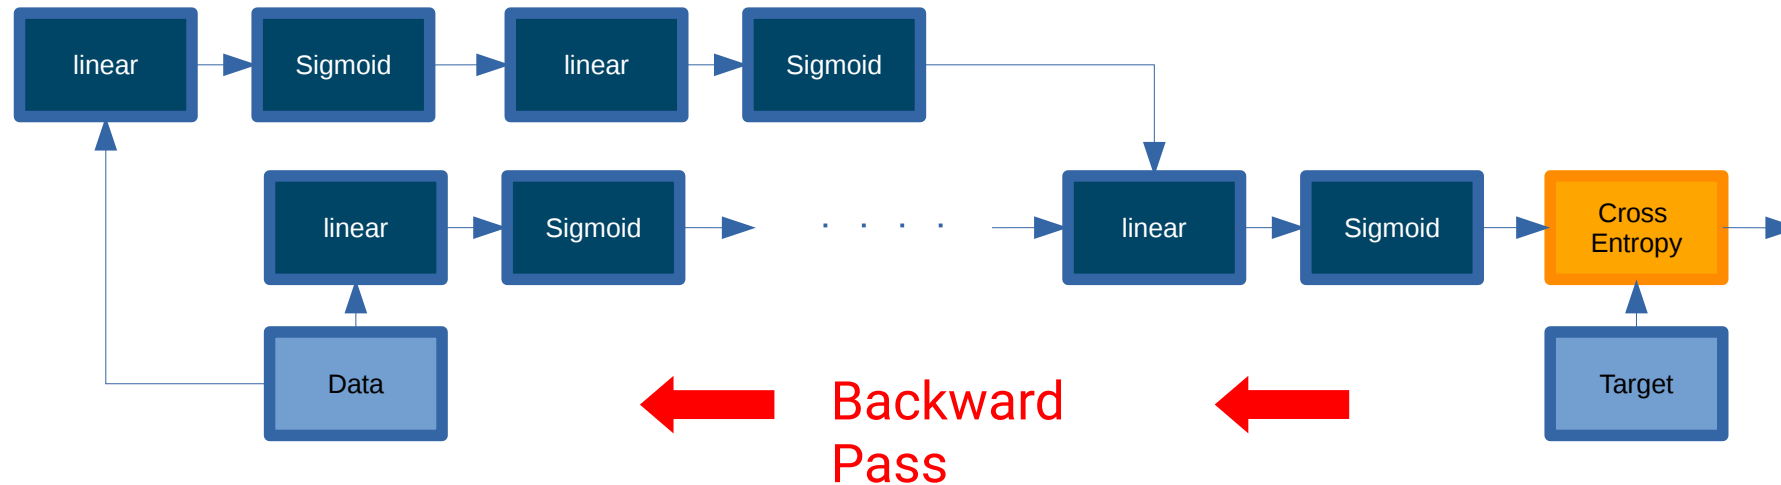 linear
Sigmoid
linear
Sigmoid
linear
Sigmoid
. . . .
linear
Sigmoid
Cross
Entropy
Data
Backward
Pass
Target